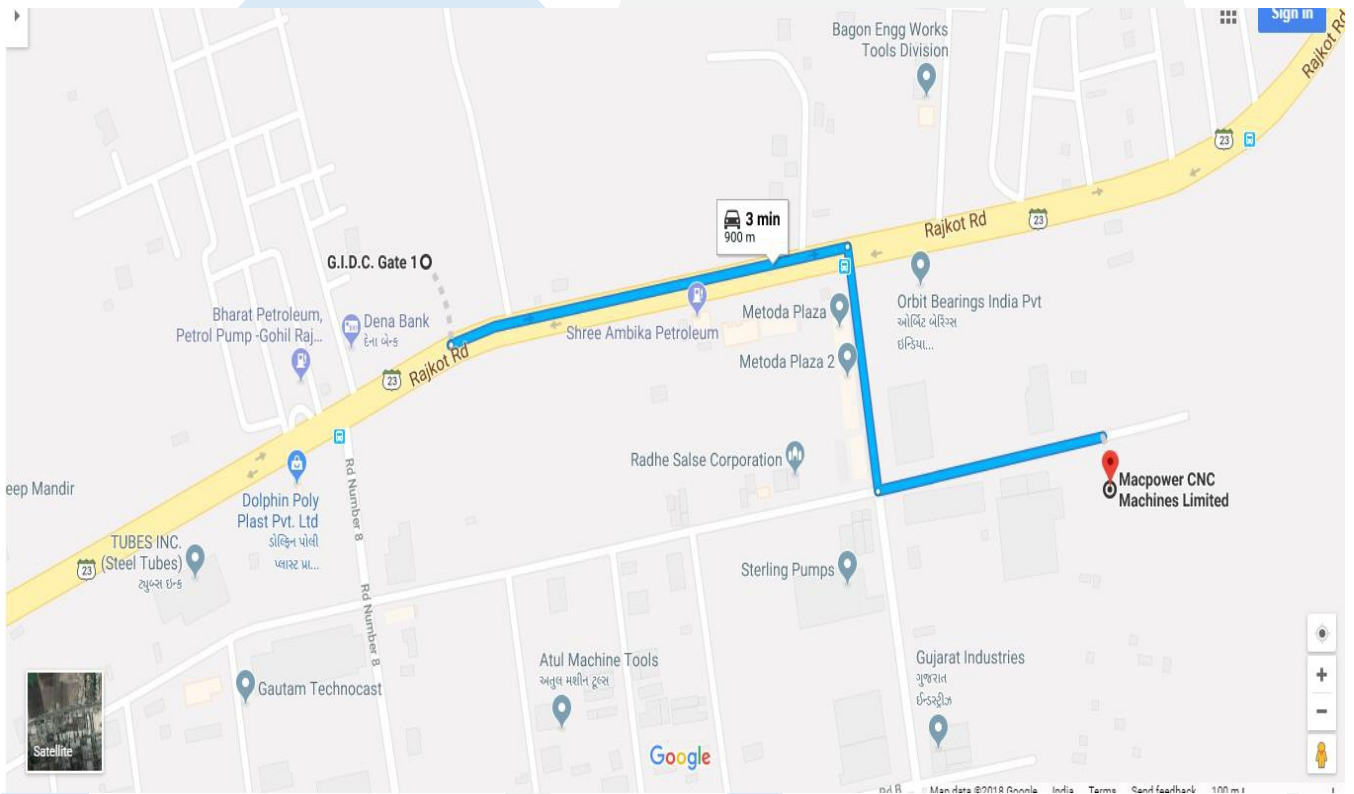 Sign in
Rajkot Rd
Bagon Engg Works
Tools Division
23
3 min
900 m
Rajkot Rd
23
G.I.D.C. Gate 1
Bharat Petroleum,
Petrol Pump -Gohil Raj...
Dena Bank
દેના બેન્ક
Shree Ambika Petroleum
Metoda Plaza
Orbit Bearings India Pvt
ઓર્બિટ બેરિંગ્સ
ઇન્ડિયા...
Metoda Plaza 2
23
Rajkot Rd
Radhe Salse Corporation
Macpower CNC
Machines Limited
eep Mandir
Dolphin Poly
Plast Pvt. Ltd
ડોલ્ફિન પોલી
પ્લાસ્ટ પ્રા...
Rd Number 8
TUBES INC.
(Steel Tubes)
ટ્યુબ્સ ઇન્ક
23
Sterling Pumps
Rd Number 8
Atul Machine Tools
અતુલ મશીન ટૂલ્સ
Gujarat Industries
ગુજરાત
ઈન્ડસ્ટ્રીઝ
Gautam Technocast
Satellite
Google
Rd B
Map data ©2018 Google India Terms Send feedback 100 m